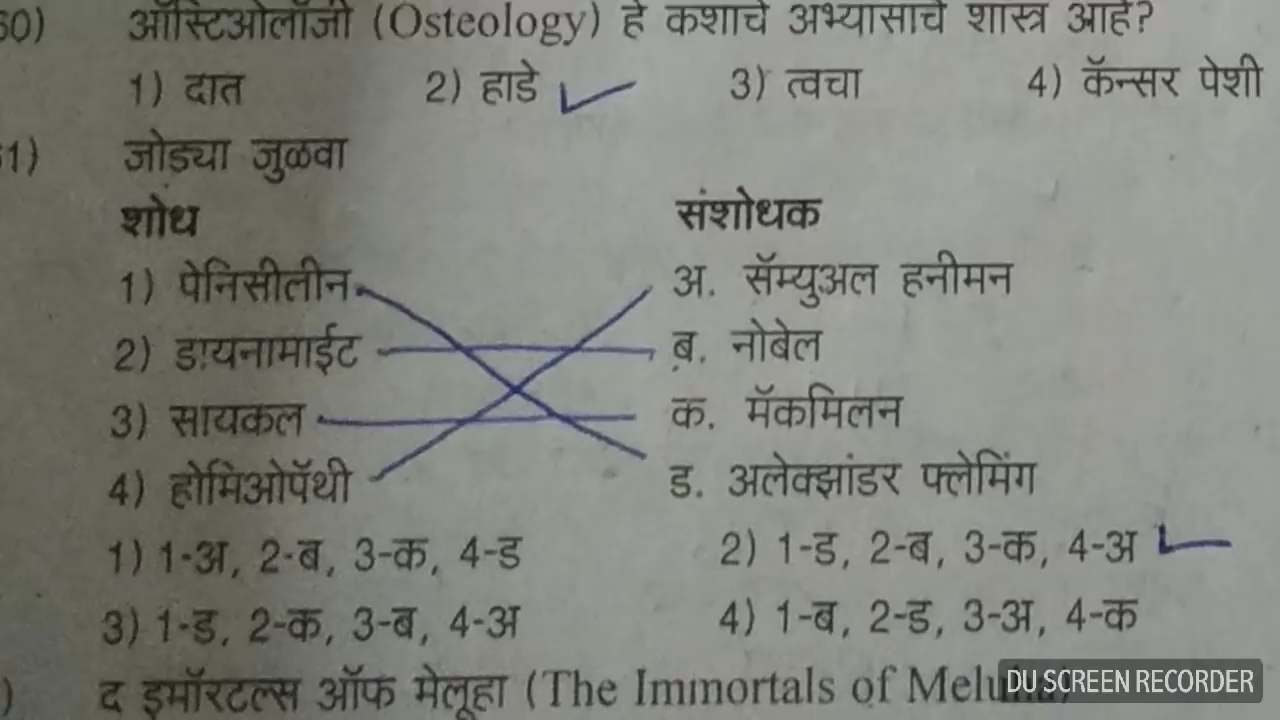 60) ऑस्टिओलॉजी (Osteology) हे कशाचे अभ्यासाचे शास्त्र आहे?
1) दात 2) हाडे 3) त्वचा 4) कॅन्सर पेशी
61) जोड्या जुळवा
शोध संशोधक
1) पेनिसीलीन अ. सॅम्युअल हनीमन
2) डायनामाईट ब. नोबेल
3) सायकल क. मॅकमिलन
4) होमिओपॅथी ड. अलेक्झांडर फ्लेमिंग
1) 1-अ, 2-ब, 3-क, 4-ड 2) 1-ड, 2-ब, 3-क, 4-अ
3) 1-ड, 2-क, 3-ब, 4-अ 4) 1-ब, 2-ड, 3-अ, 4-क
) द इमॉरटल्स ऑफ मेलूहा (The Immortals of
DU SCREEN RECORDER